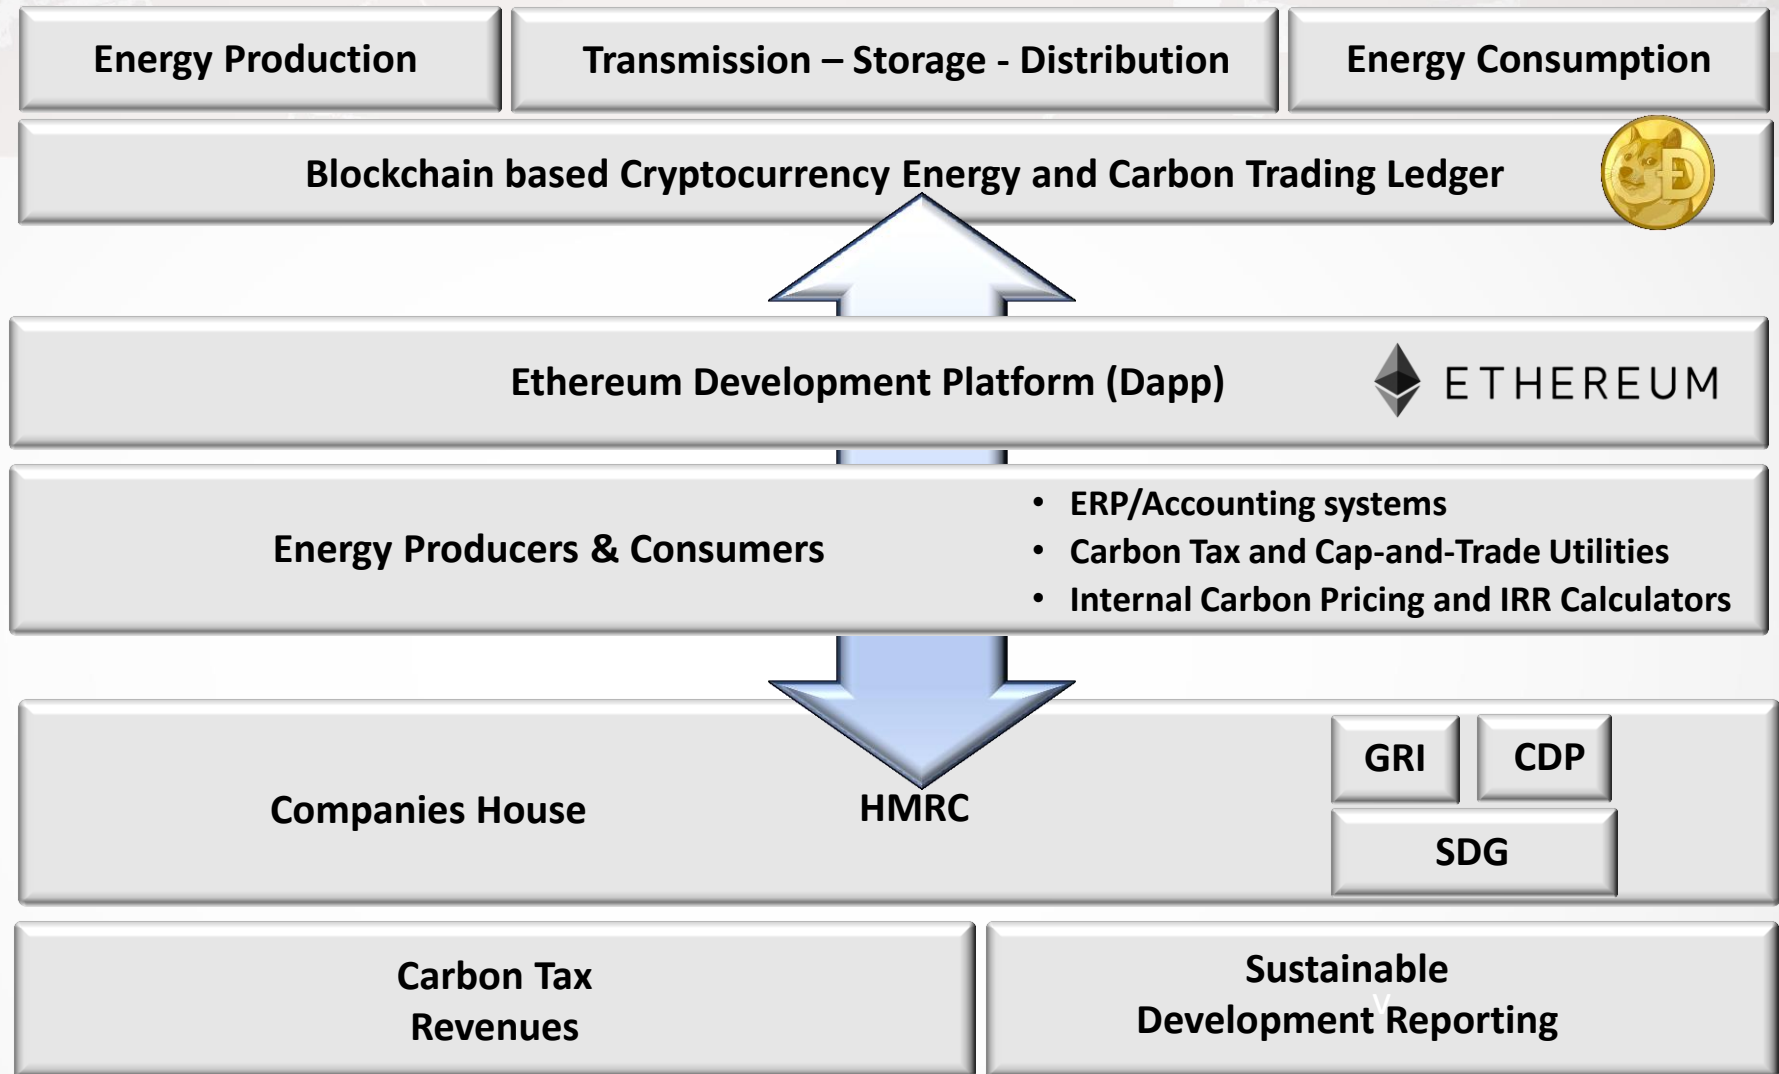 Energy Production
Transmission – Storage - Distribution
Energy Consumption
Blockchain based Cryptocurrency Energy and Carbon Trading Ledger
Ð
Ethereum Development Platform (Dapp)
ETHEREUM
Energy Producers & Consumers
• ERP/Accounting systems
• Carbon Tax and Cap-and-Trade Utilities
• Internal Carbon Pricing and IRR Calculators
Companies House
HMRC
GRI
CDP
SDG
Carbon Tax
Revenues
Sustainable
Development Reporting
v